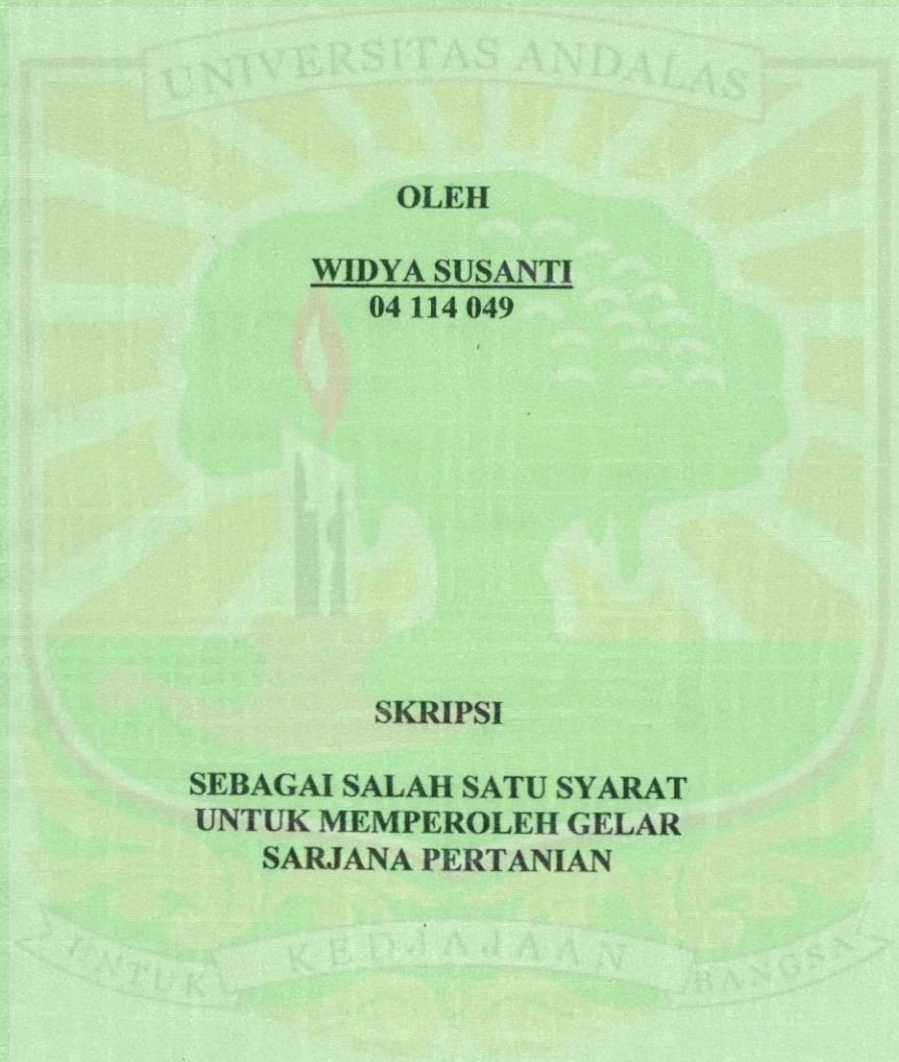 UNIVERSITAS ANDALAS
OLEH
WIDYA SUSANTI
04 114 049
SKRIPSI
SEBAGAI SALAH SATU SYARAT
UNTUK MEMPEROLEH GELAR
SARJANA PERTANIAN
UNTUK KEDJAJAAN BANGSA